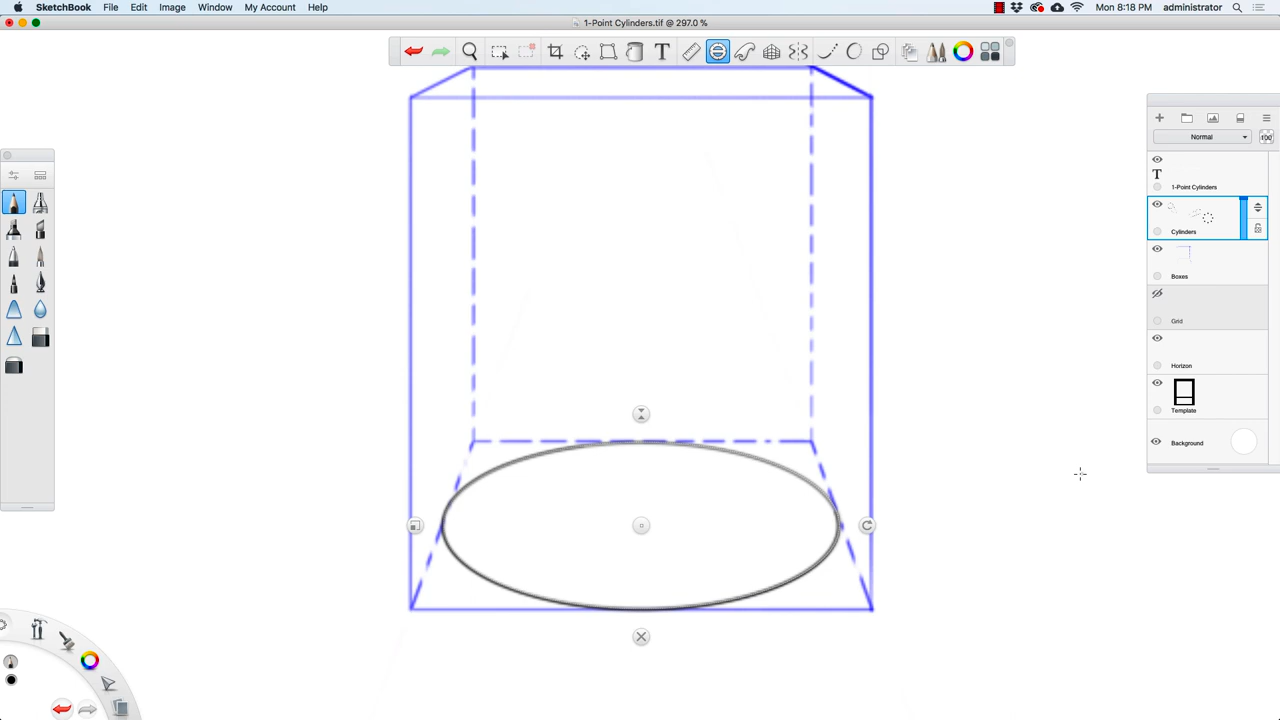 SketchBook File Edit Image Window My Account Help Mon 8:18 PM administrator
1-Point Cylinders.tif @ 297.0 %
T
Normal
100
T
1-Point Cylinders
Cylinders
Boxes
Grid
Horizon
Template
Background